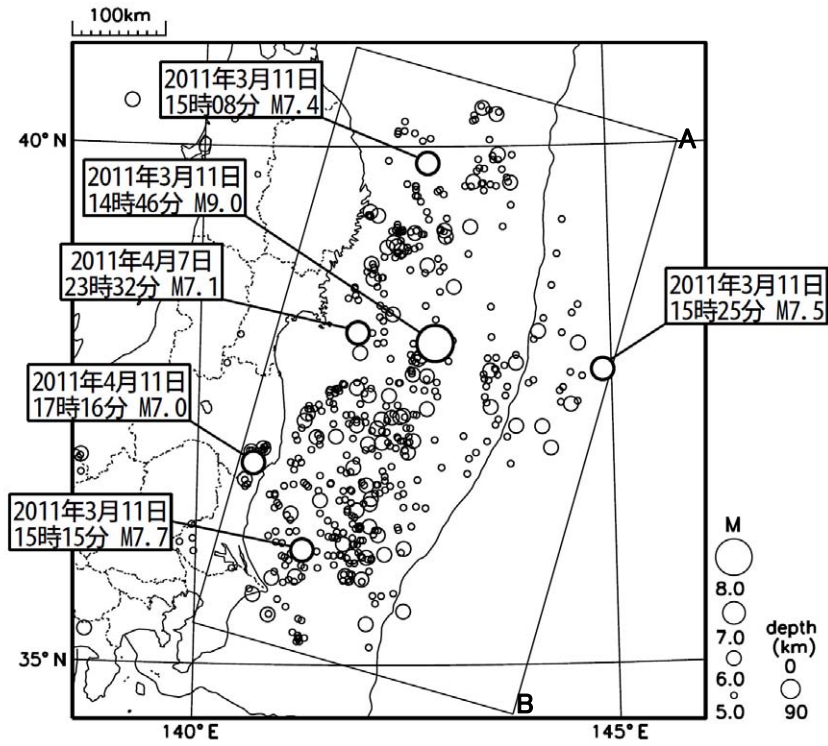 100km
2011年3月11日
15時08分 M7.4
40°N
A
2011年3月11日
14時46分 M9.0
2011年4月7日
23時32分 M7.1
2011年3月11日
15時25分 M7.5
2011年4月11日
17時16分 M7.0
2011年3月11日
15時15分 M7.7
M
8.0
7.0
6.0
5.0
depth
(km)
0
90
35°N
B
140°E
145°E